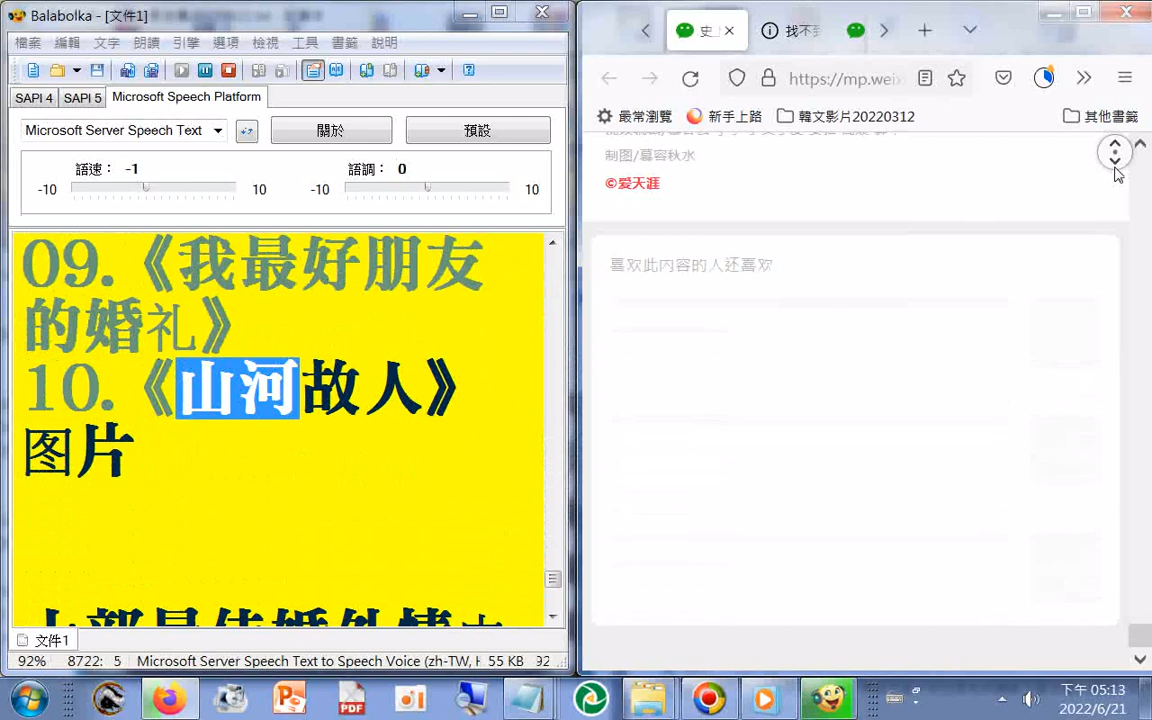 Balabolka - [文件1]
檔案 編輯 文字 朗讀 引擎 選項 檢視 工具 書籤 說明
SAPI 4 SAPI 5 Microsoft Speech Platform
Microsoft Server Speech Text
關於
預設
語速： -1
語調： 0
-10 10 -10 10
09.《我最好朋友
的婚礼》
10.《山河故人》
图片
文件1
92% 8722: 5 Microsoft Server Speech Text to Speech Voice (zh-TW, H 55 KB 92
史
找不
https://mp.weix
最常瀏覽 新手上路 韓文影片20220312 其他書籤
制图/暮容秋水
©爱天涯
喜欢此内容的人还喜欢
PDF
下午 05:13
2022/6/21